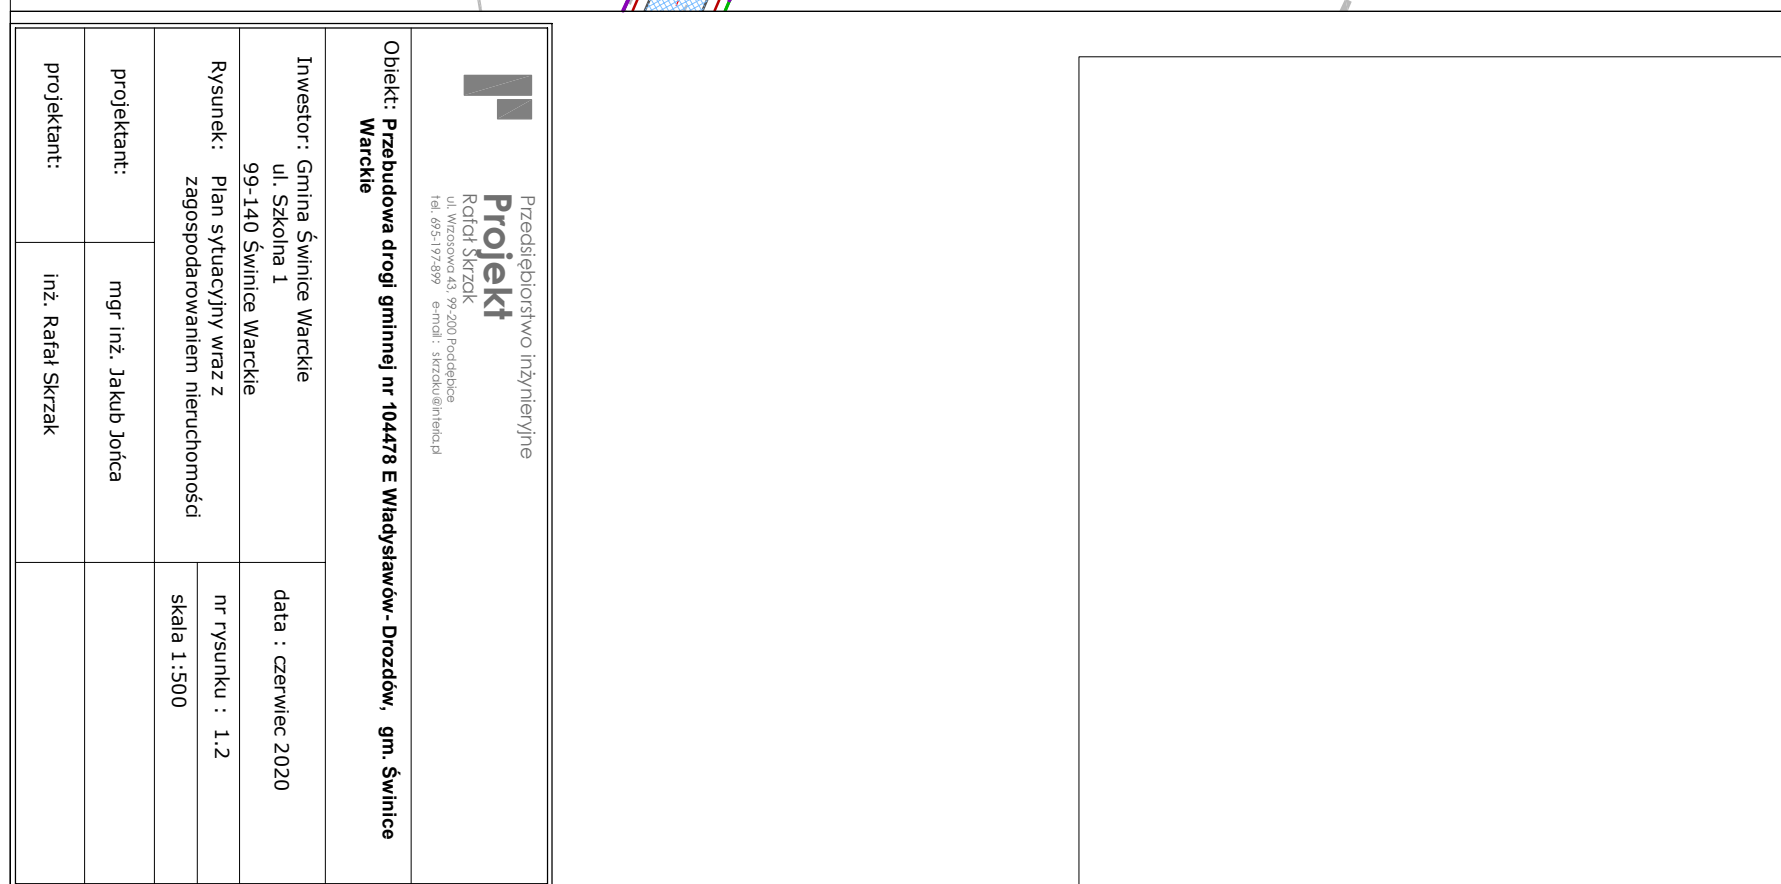 Przedsiębiorstwo inżynieryjne
Projekt
Rafał Skrzak
ul. Wrzosowa 43, 99-200 Poddębice
tel. 695-197-899 e-mail : skrzaku@interia.pl
Obiekt: Przebudowa drogi gminnej nr 104478 E Władysławów- Drozdów, gm. Świnice
Warckie
Inwestor: Gmina Świnice Warckie
ul. Szkolna 1
99-140 Świnice Warckie
data : czerwiec 2020
Rysunek: Plan sytuacyjny wraz z
zagospodarowaniem nieruchomości
nr rysunku : 1.2
skala 1:500
projektant: mgr inż. Jakub Jońca
projektant: inż. Rafał Skrzak